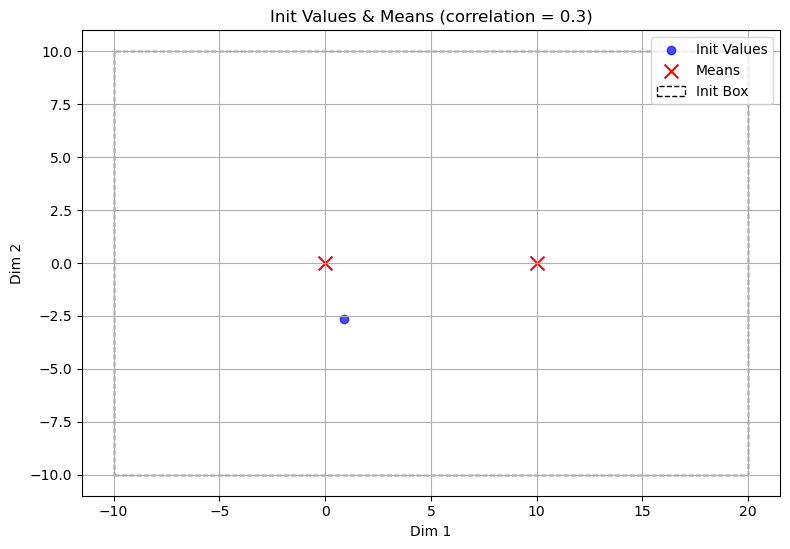 Init Values & Means (correlation = 0.3)
Init Values
Means
Init Box
10.0
7.5
5.0
2.5
0.0
−2.5
−5.0
−7.5
−10.0
Dim 2
−10
−5
0
5
10
15
20
Dim 1